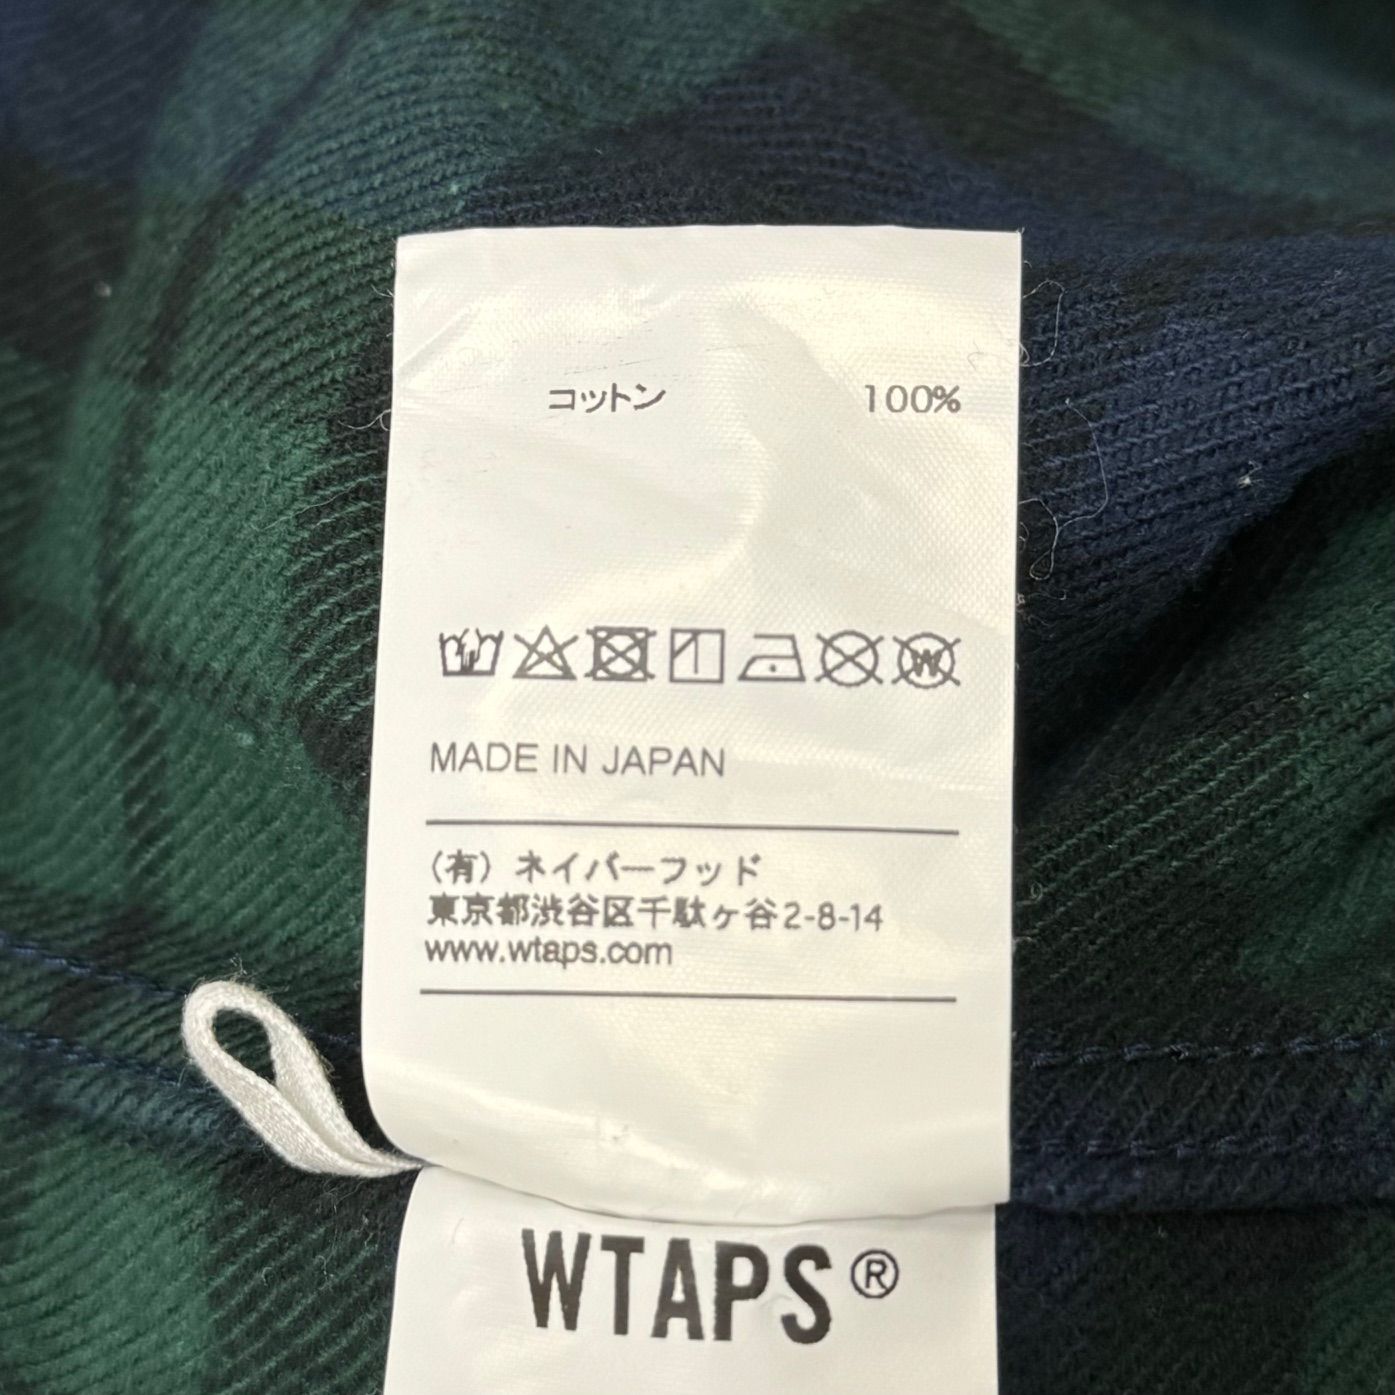 コットン 100%
MADE IN JAPAN
（有）ネイバーフッド
東京都渋谷区千駄ヶ谷2-8-14
www.wtaps.com
WTAPS®